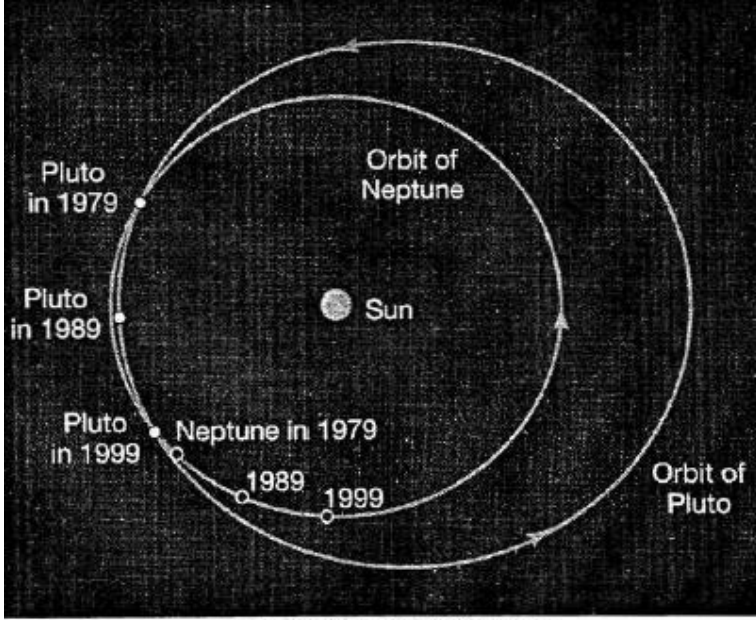 Orbit of
Neptune
Pluto
in 1979
Pluto
in 1989
Sun
Pluto
in 1999
Neptune in 1979
1989
1999
Orbit of
Pluto